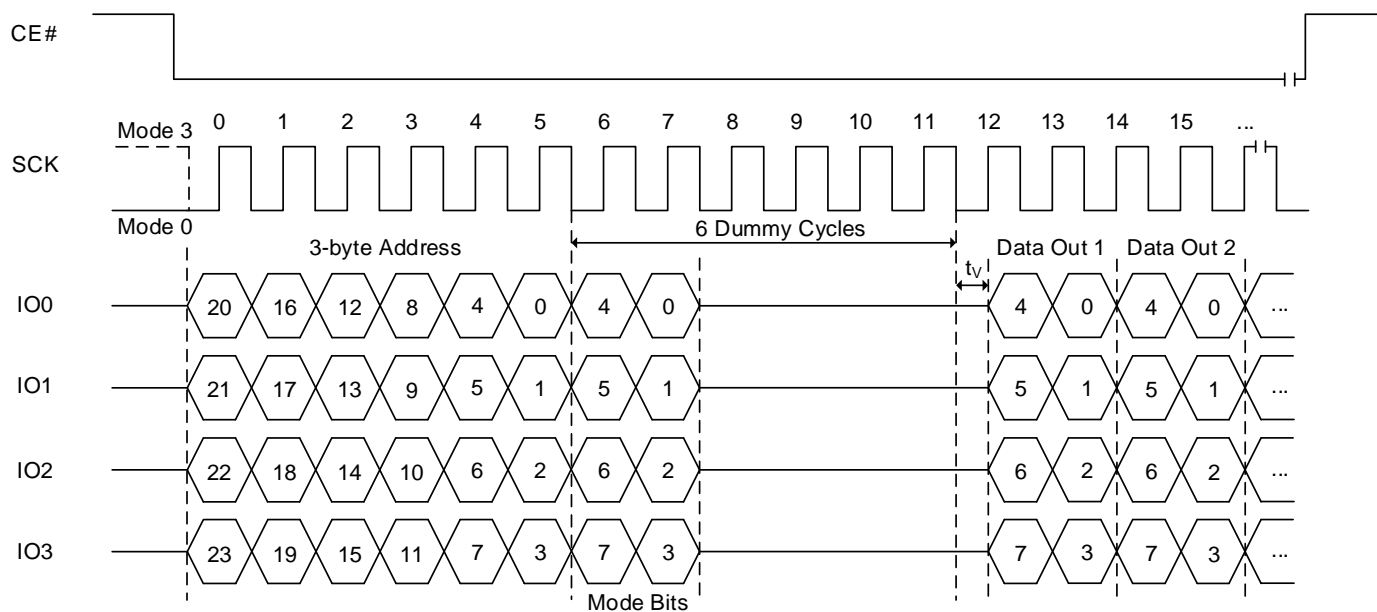 CE#
Mode 3 0 1 2 3 4 5 6 7 8 9 10 11 12 13 14 15 ...
SCK
Mode 0
6 Dummy Cycles
3-byte Address
Data Out 1 Data Out 2
tV
IO0 20 16 12 8 4 0 4 0 4 0 4 0 ...
IO1 21 17 13 9 5 1 5 1 5 1 5 1 ...
IO2 22 18 14 10 6 2 6 2 6 2 6 2 ...
IO3 23 19 15 11 7 3 7 3 7 3 7 3 ...
Mode Bits